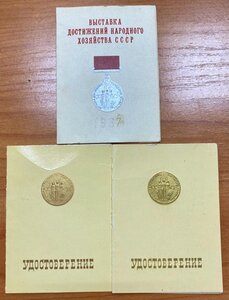 ВЫСТАВКА
ДОСТИЖЕНИЙ НАРОДНОГО
ХОЗЯЙСТВА СССР
УДОСТОВЕРЕНИЕ
УДОСТОВЕРЕНИЕ